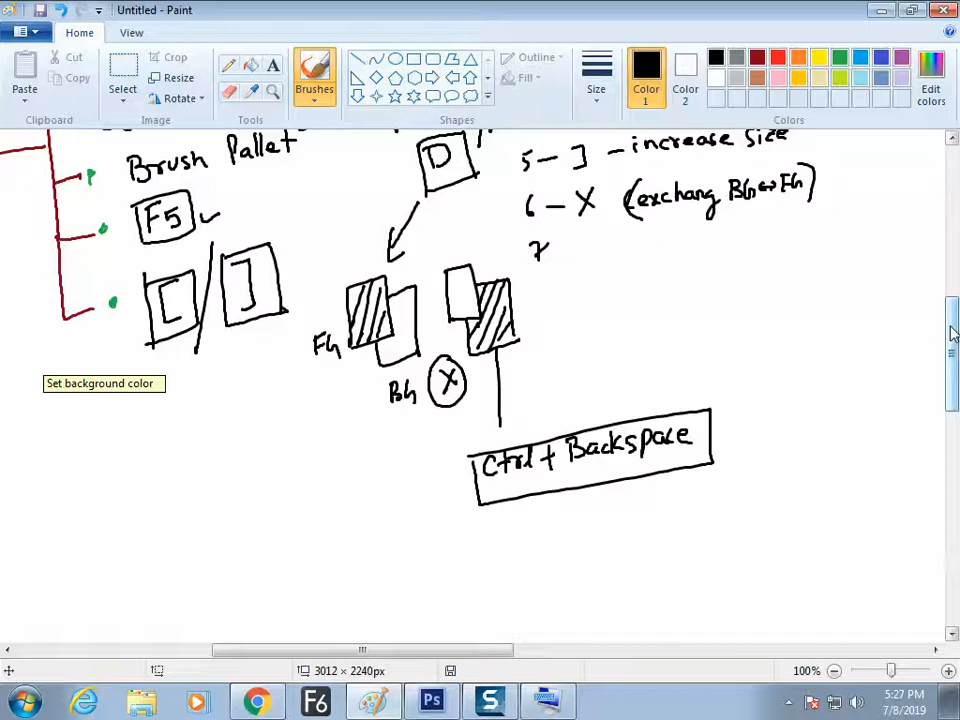 Untitled - Paint
Home
View
Cut
Copy
Paste
Clipboard
Crop
Resize
Rotate
Select
Image
A
Tools
Brushes
Outline
Fill
Shapes
Size
Color 1
Color 2
Edit colors
Colors
Brush Pallet
D
5 - ] - increase size
6 - X (exchang BG ↔ FG)
7
F5
[ / ]
FG
BG
X
Set background color
Ctrl + Backspace
3012 × 2240px
100%
F6
Ps
S
5:27 PM
7/8/2019